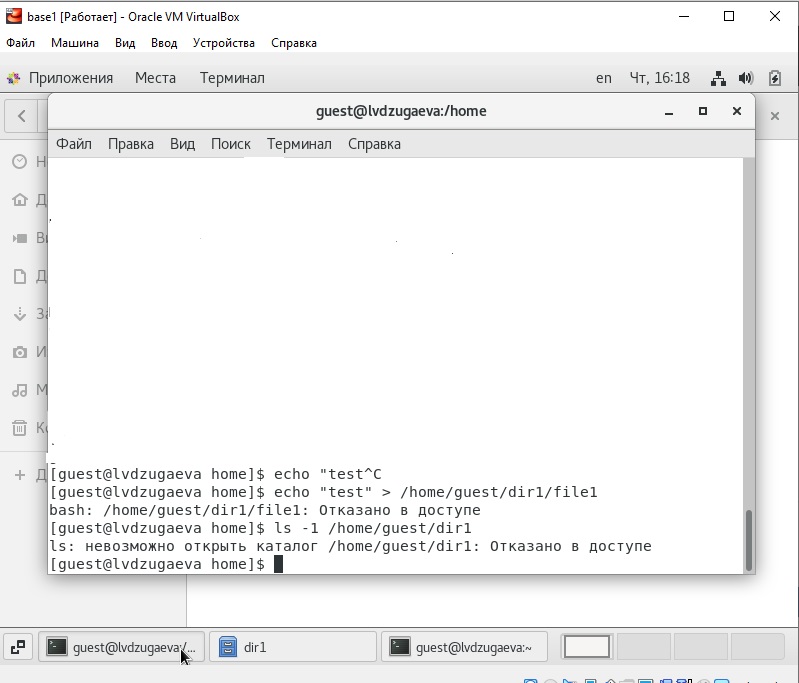 base1 [Работает] - Oracle VM VirtualBox
Файл Машина Вид Ввод Устройства Справка
Приложения Места Терминал en Чт, 16:18
guest@lvdzugaeva:/home
Файл Правка Вид Поиск Терминал Справка
[guest@lvdzugaeva home]$ echo "test^C
[guest@lvdzugaeva home]$ echo "test" > /home/guest/dir1/file1
bash: /home/guest/dir1/file1: Отказано в доступе
[guest@lvdzugaeva home]$ ls -1 /home/guest/dir1
ls: невозможно открыть каталог /home/guest/dir1: Отказано в доступе
[guest@lvdzugaeva home]$
guest@lvdzugaeva:/... dir1 guest@lvdzugaeva:~